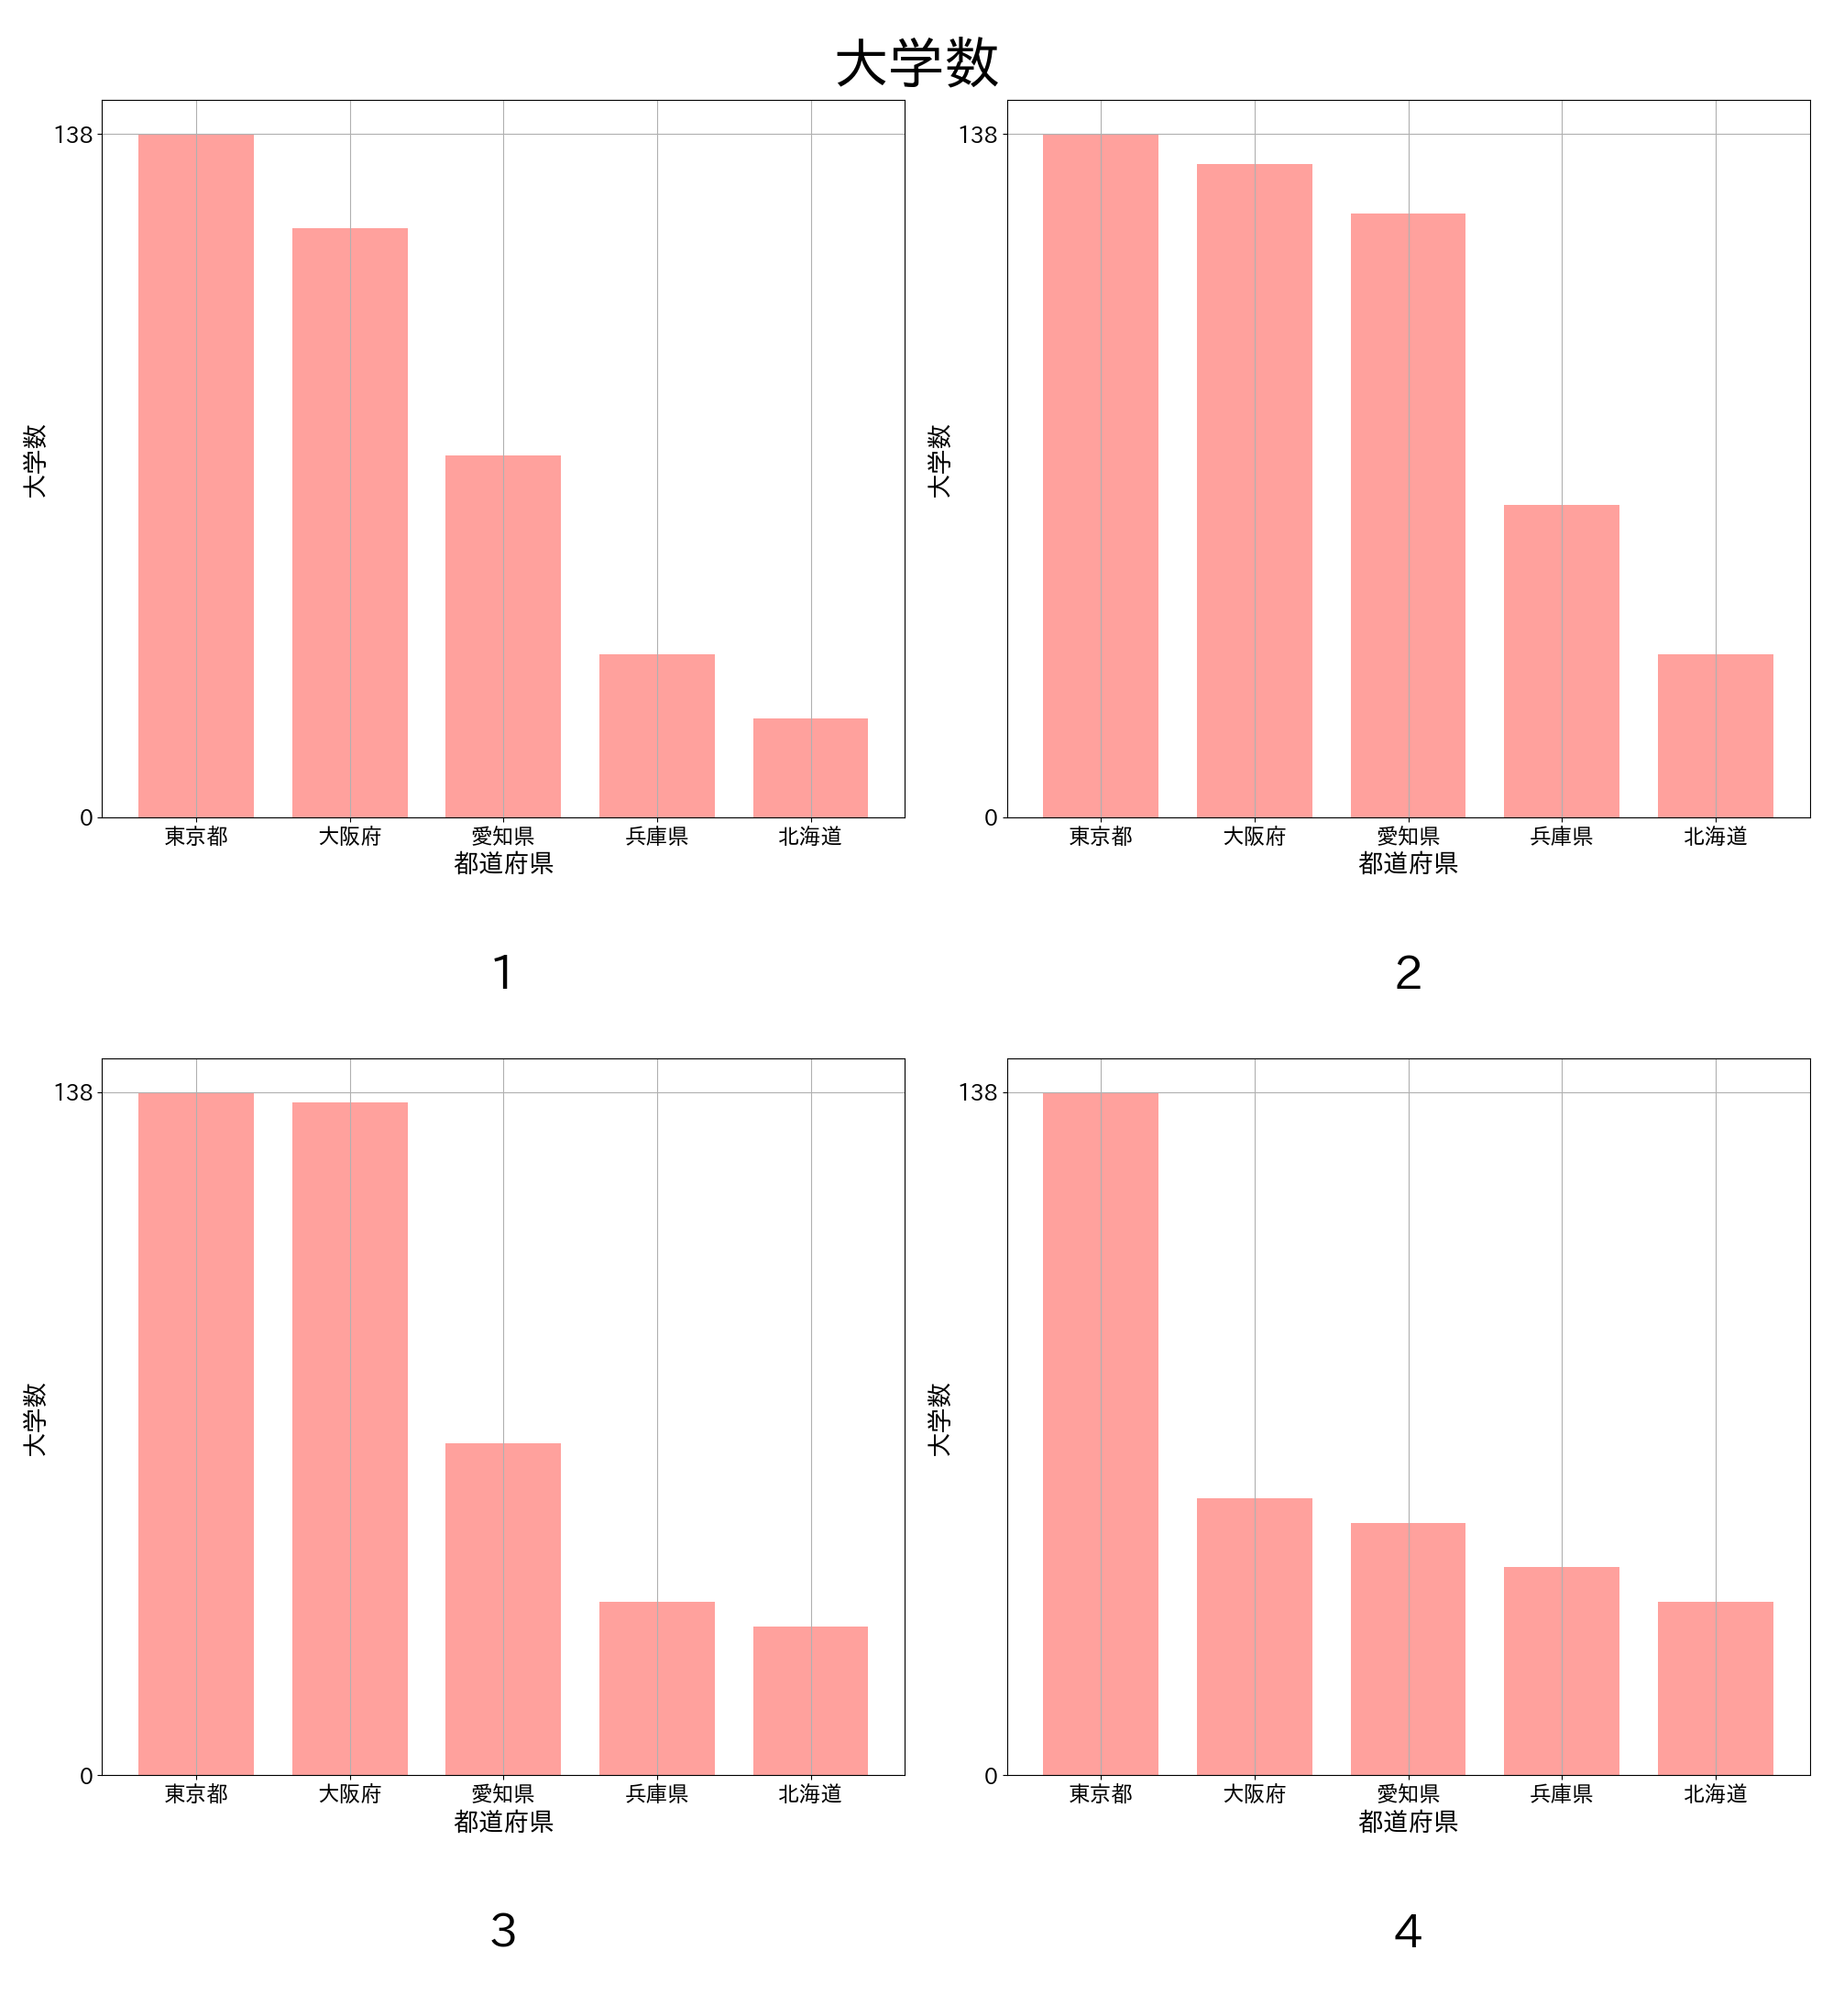 大学数
138
0
大学数
東京都 大阪府 愛知県 兵庫県 北海道
都道府県
1
138
0
大学数
東京都 大阪府 愛知県 兵庫県 北海道
都道府県
2
138
0
大学数
東京都 大阪府 愛知県 兵庫県 北海道
都道府県
3
138
0
大学数
東京都 大阪府 愛知県 兵庫県 北海道
都道府県
4